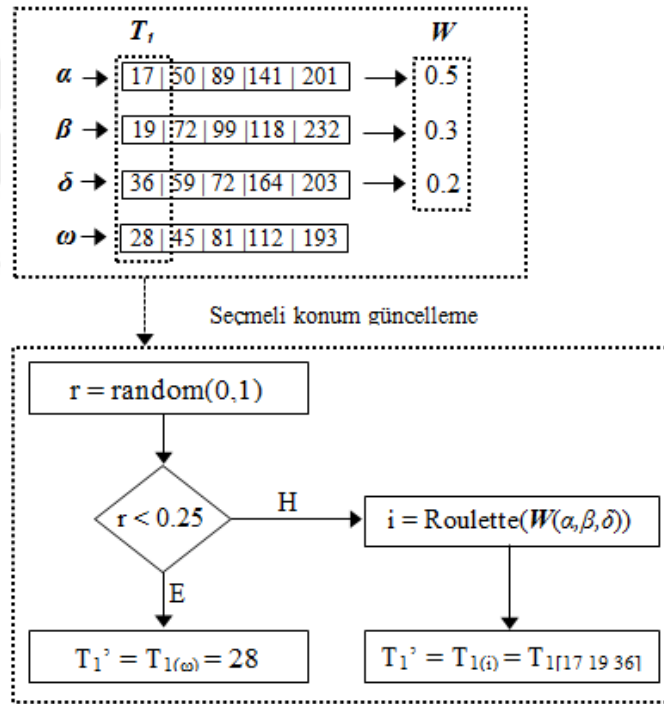 T₁ W
α 17 | 50 | 89 |141 | 201 0.5
β 19 | 72 | 99 |118 | 232 0.3
δ 36 | 59 | 72 |164 | 203 0.2
ω 28 | 45 | 81 |112 | 193
Seçmeli konum güncelleme
r = random(0,1)
r < 0.25
H
i = Roulette(W(α,β,δ))
E
T₁’ = T₁₍ω₎ = 28
T₁’ = T₁₍ᵢ₎ = T₁[17 19 36]